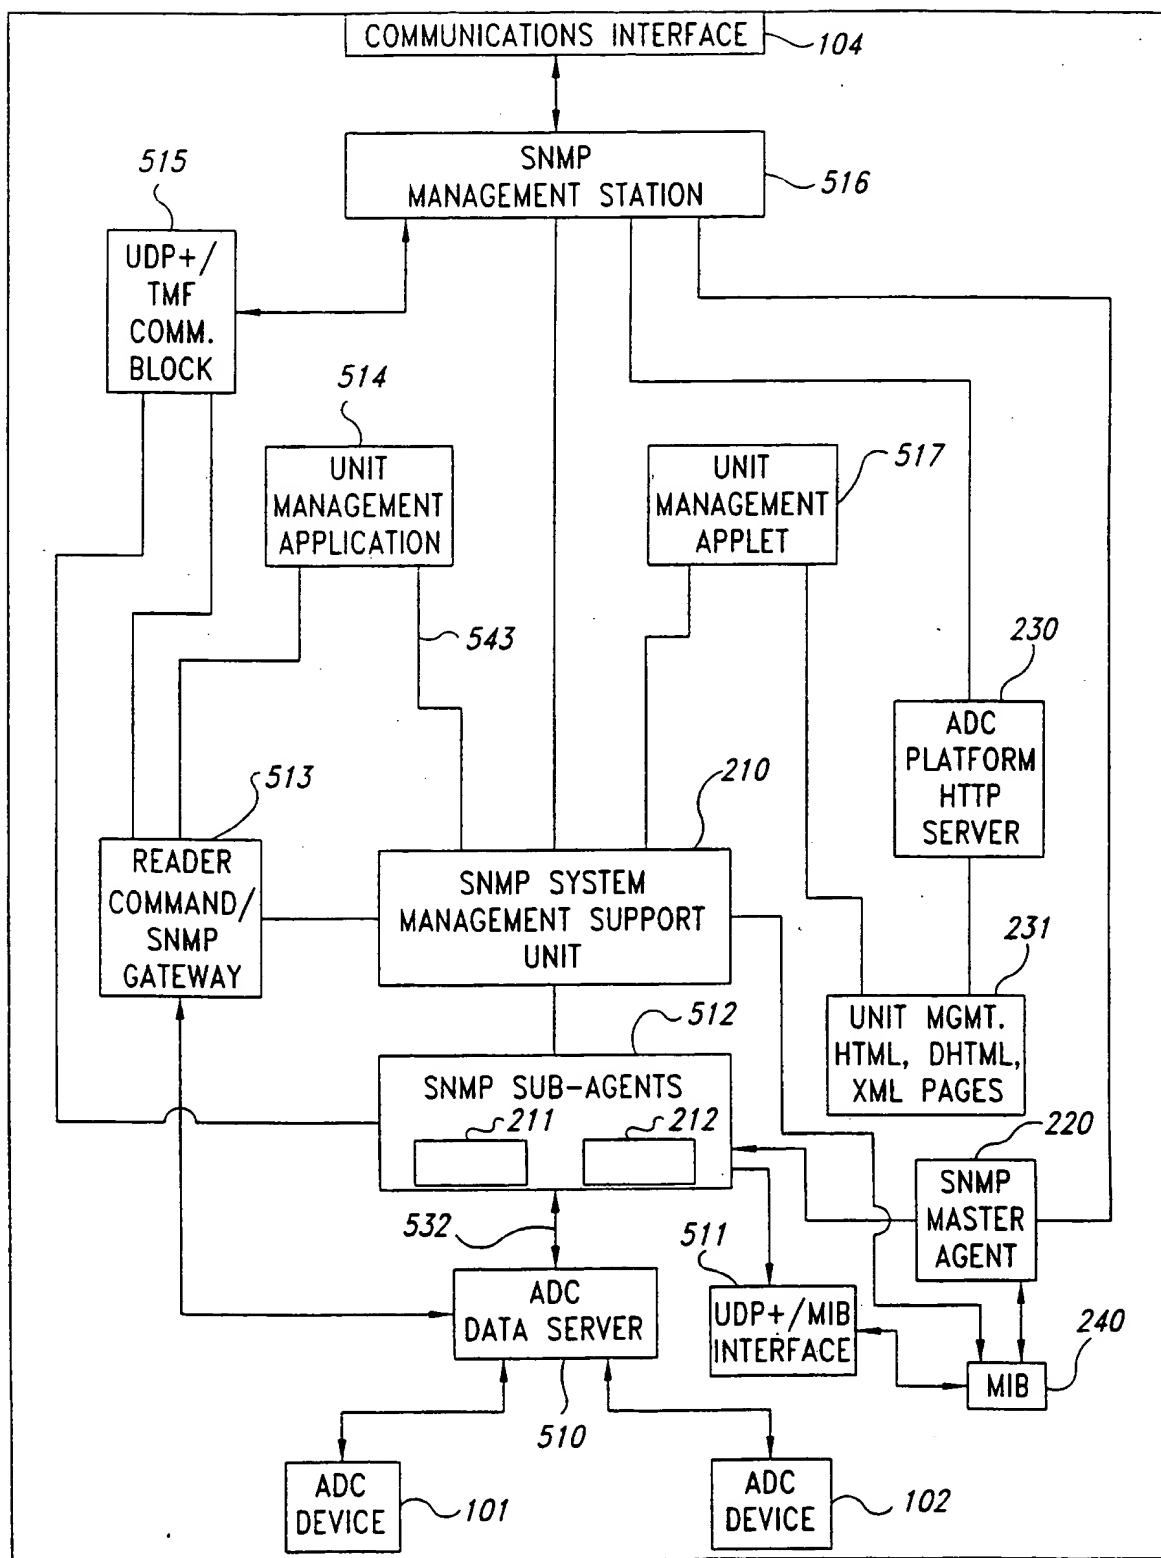 COMMUNICATIONS INTERFACE
104
SNMP
MANAGEMENT STATION
516
515
UDP+/
TMF
COMM.
BLOCK
514
UNIT
MANAGEMENT
APPLICATION
517
UNIT
MANAGEMENT
APPLET
543
230
ADC
PLATFORM
HTTP
SERVER
513
READER
COMMAND/
SNMP
GATEWAY
210
SNMP SYSTEM
MANAGEMENT SUPPORT
UNIT
231
UNIT MGMT.
HTML, DHTML,
XML PAGES
512
SNMP SUB-AGENTS
211
212
220
SNMP
MASTER
AGENT
532
511
UDP+/MIB
INTERFACE
ADC
DATA SERVER
510
240
MIB
ADC
DEVICE
101
ADC
DEVICE
102